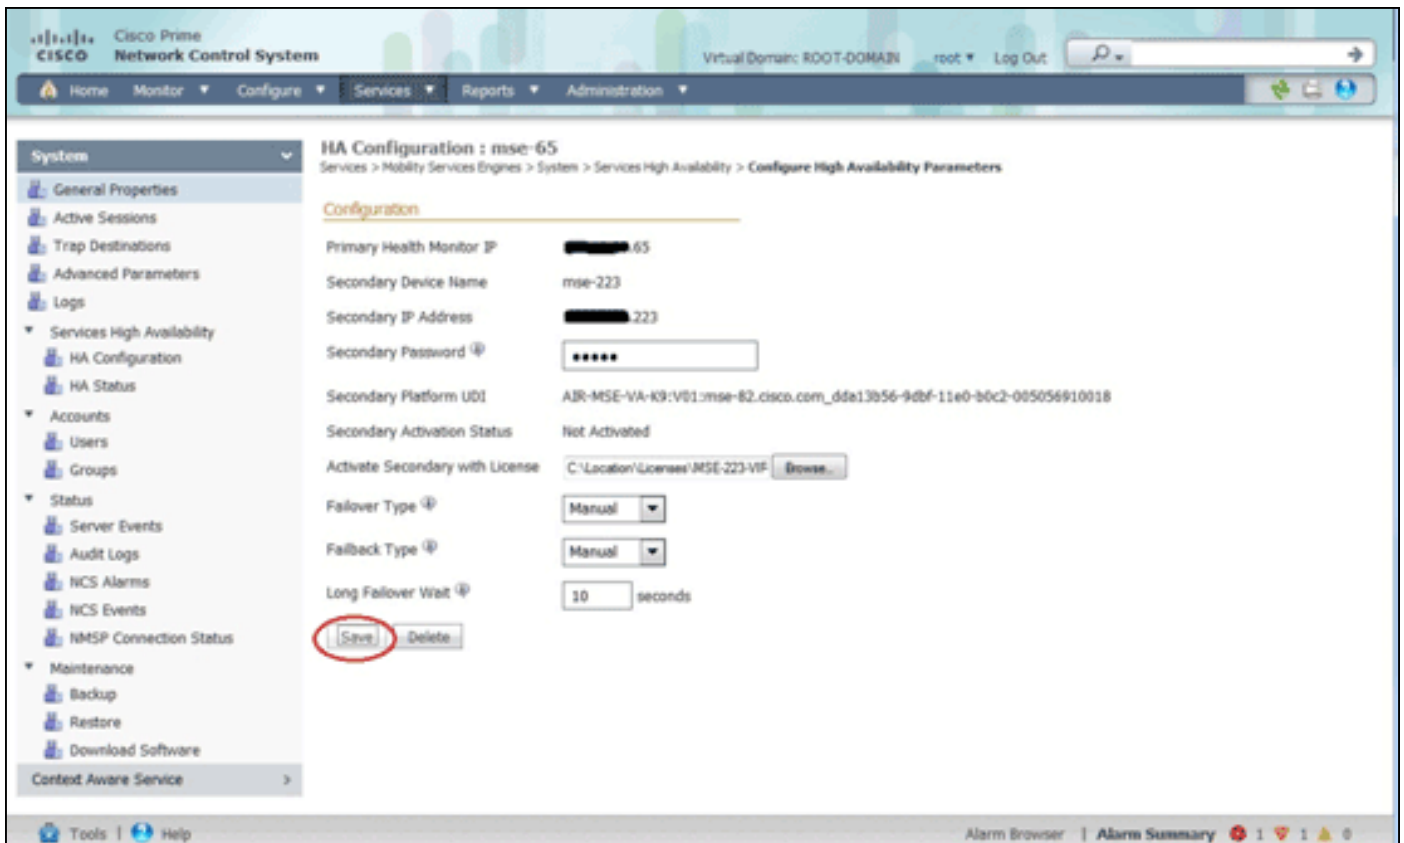 Cisco Prime
CISCO Network Control System
Virtual Domain: ROOT-DOMAIN root Log Out
Home Monitor Configure Services Reports Administration
System
General Properties
Active Sessions
Trap Destinations
Advanced Parameters
Logs
Services High Availability
HA Configuration
HA Status
Accounts
Users
Groups
Status
Server Events
Audit Logs
NCS Alarms
NCS Events
NMSP Connection Status
Maintenance
Backup
Restore
Download Software
Context Aware Service
HA Configuration : mse-65
Services > Mobility Services Engines > System > Services High Availability > Configure High Availability Parameters
Configuration
Primary Health Monitor IP .65
Secondary Device Name mse-223
Secondary IP Address .223
Secondary Password
Secondary Platform UDI AIR-MSE-VA-K9:V01:mse-82.cisco.com_dda13b56-9dbf-11e0-b0c2-005056910018
Secondary Activation Status Not Activated
Activate Secondary with License C:\Location\Licenses\MSE-223-VIP Browse...
Failover Type Manual
Failback Type Manual
Long Failover Wait 10 seconds
Save Delete
Tools | Help
Alarm Browser | Alarm Summary 1 1 0